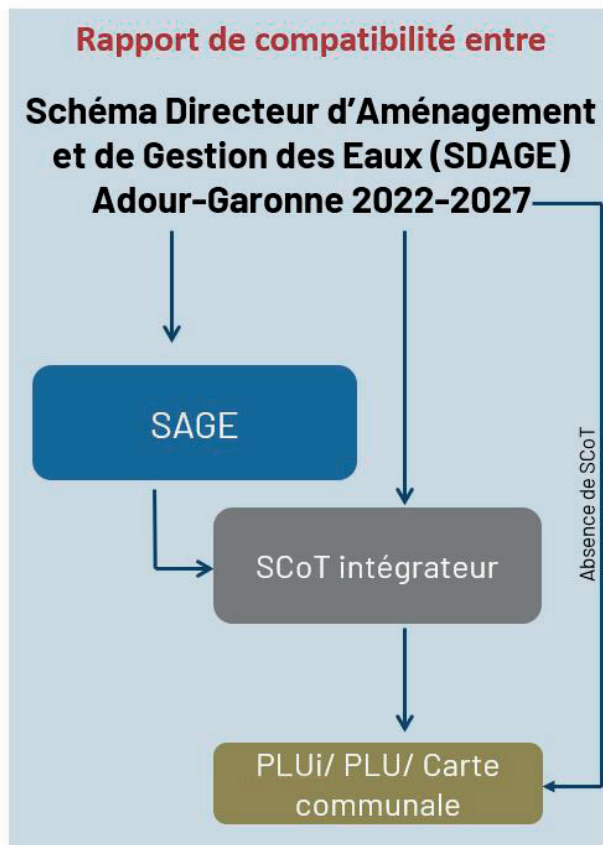 Rapport de compatibilité entre
Schéma Directeur d'Aménagement
et de Gestion des Eaux (SDAGE)
Adour-Garonne 2022-2027
SAGE
Absence de SCoT
SCoT intégrateur
PLUi/ PLU/ Carte
communale